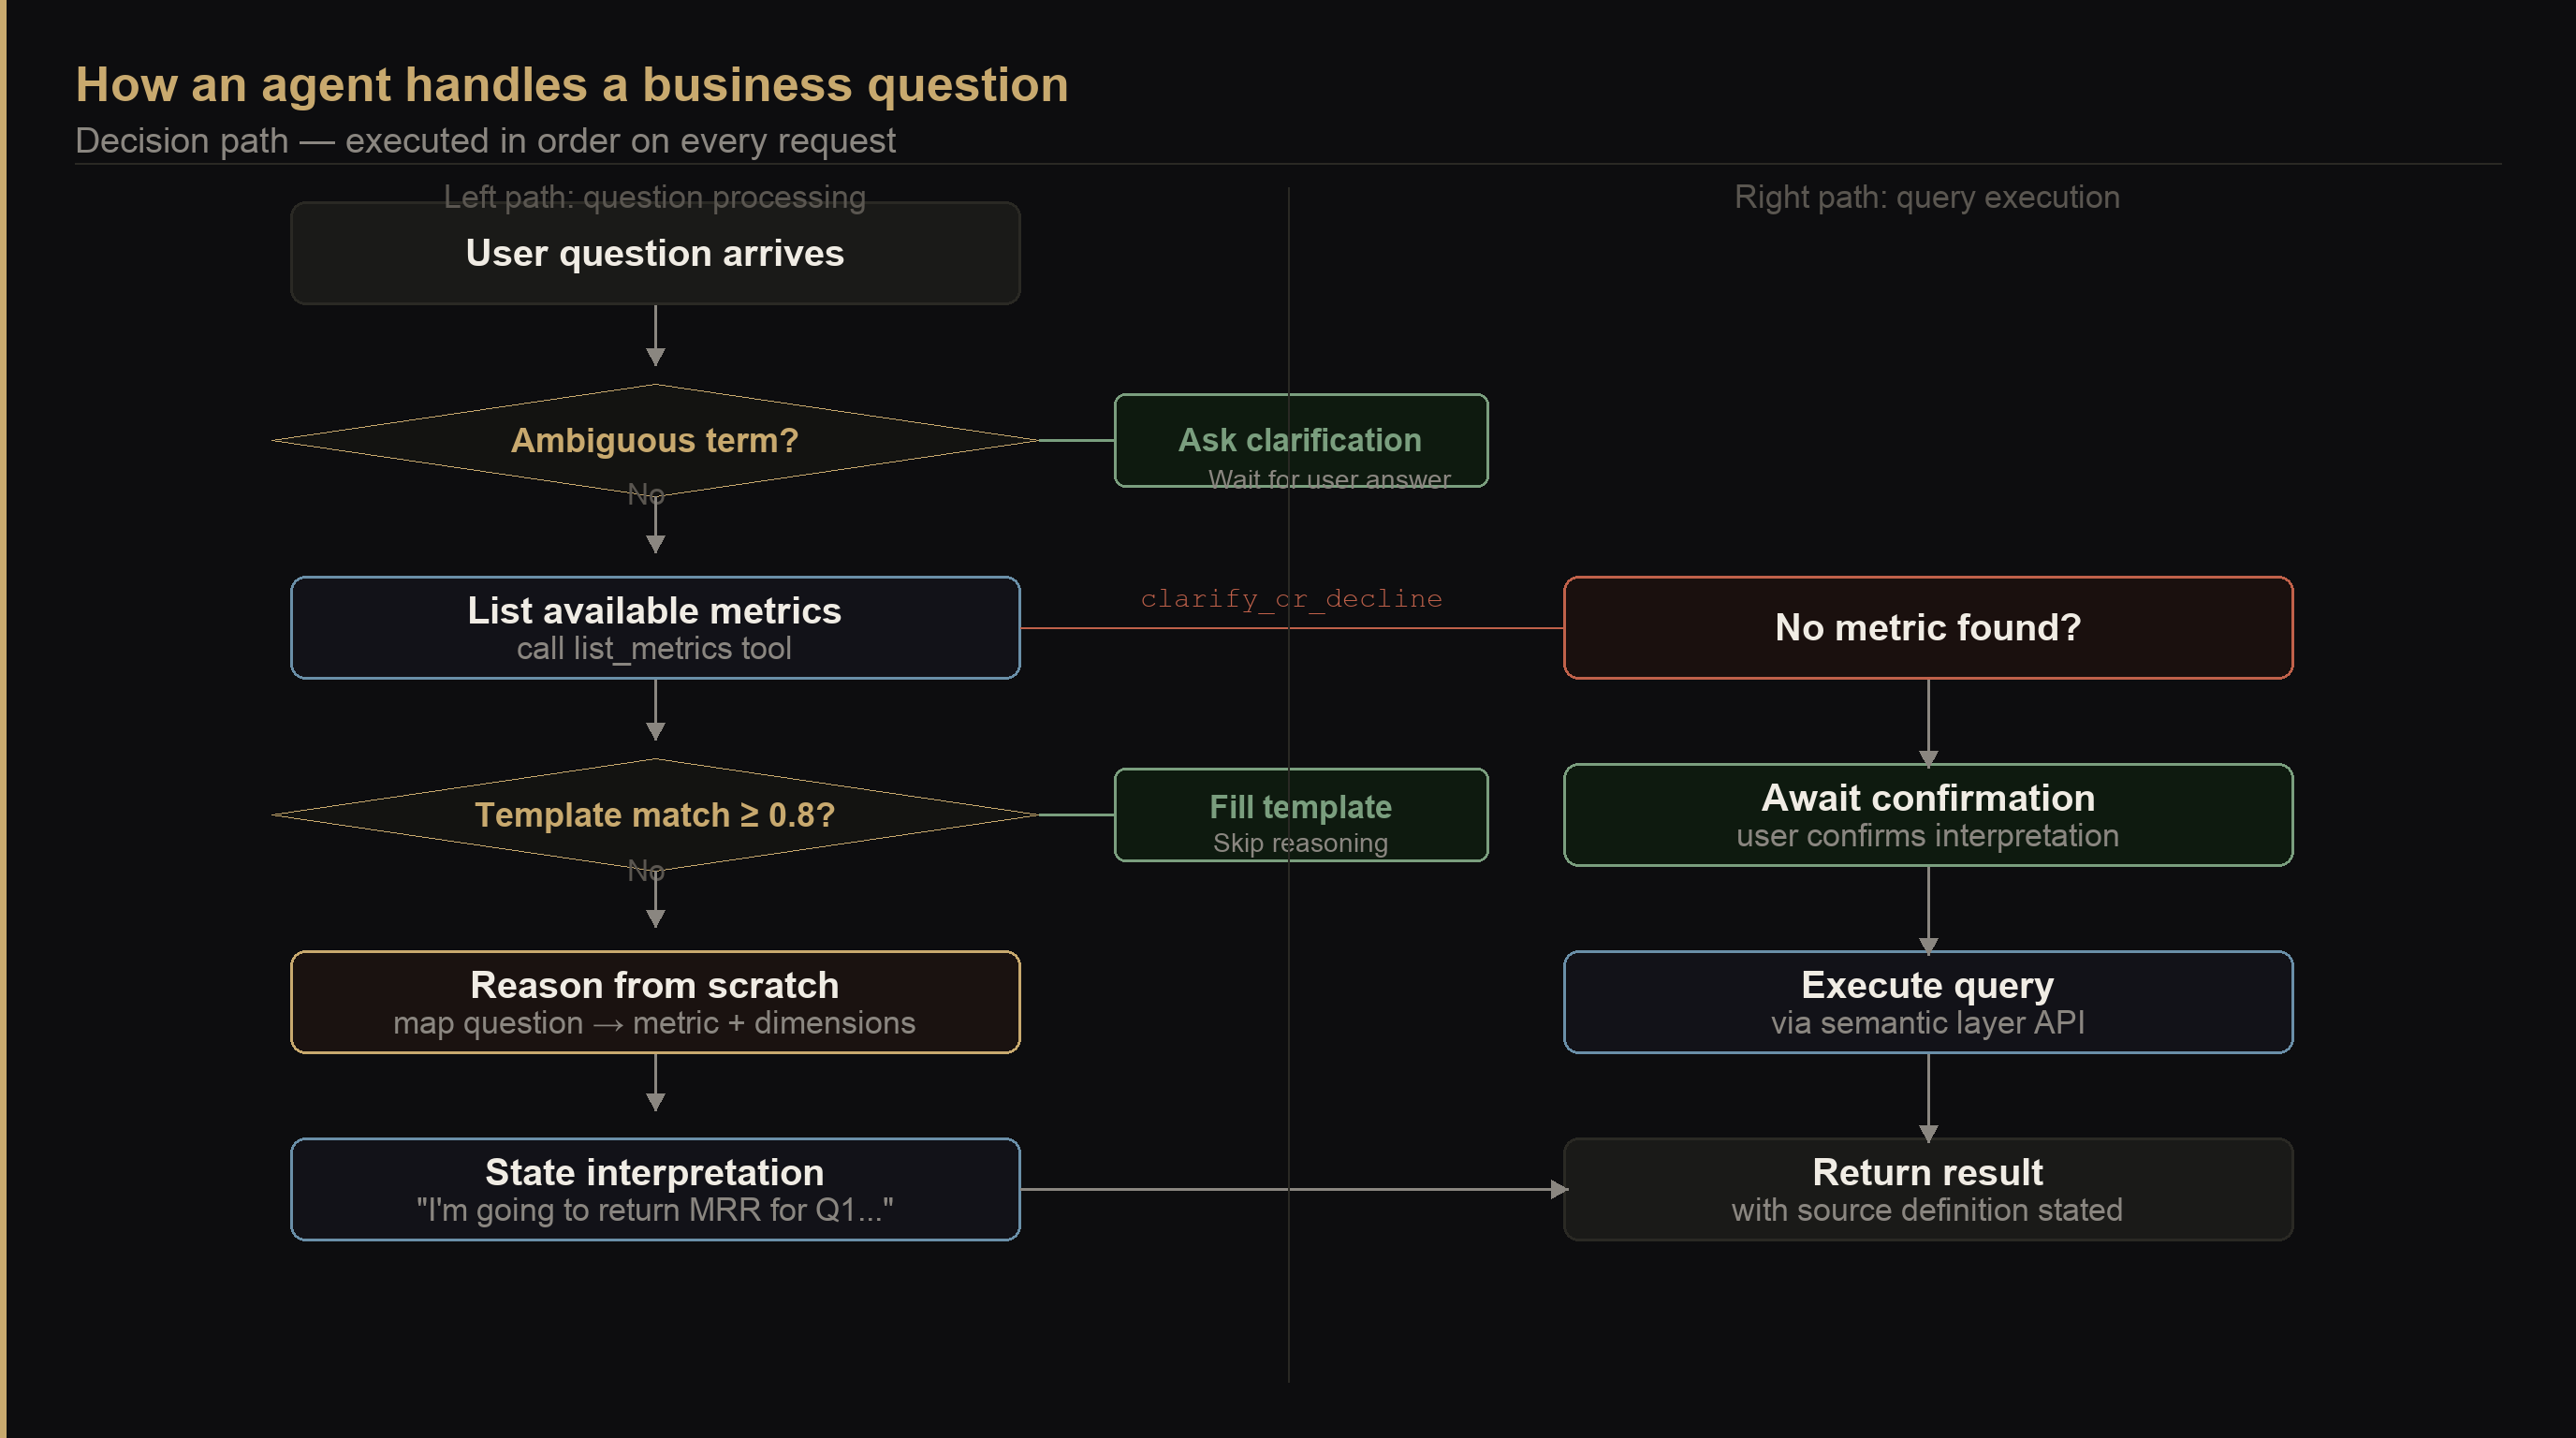 How an agent handles a business question
Decision path — executed in order on every request
Left path: question processing
Right path: query execution
User question arrives
Ambiguous term?
Ask clarification
Wait for user answer
No
List available metrics
call list_metrics tool
clarify_or_decline
No metric found?
Template match ≥ 0.8?
Fill template
Skip reasoning
No
Await confirmation
user confirms interpretation
Reason from scratch
map question → metric + dimensions
Execute query
via semantic layer API
State interpretation
"I'm going to return MRR for Q1..."
Return result
with source definition stated